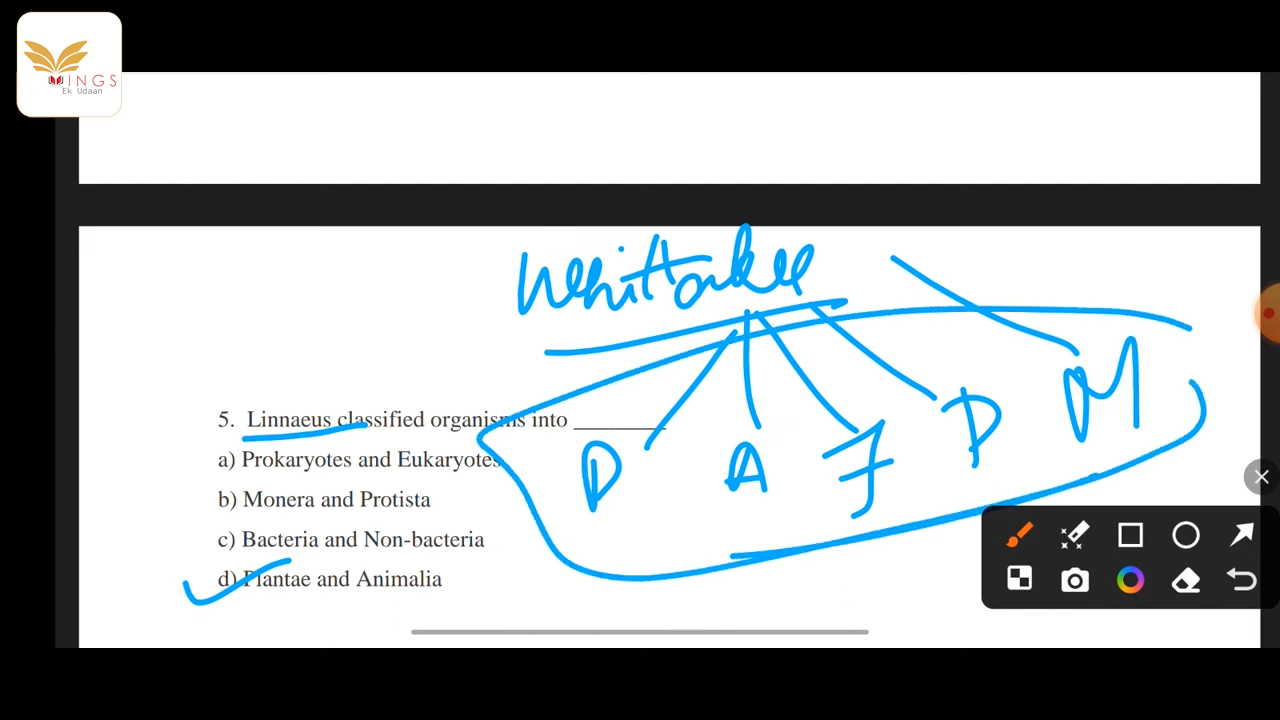 WINGS
Ek Udaan
Whittaker
P A F P M
5. Linnaeus classified organisms into ________
a) Prokaryotes and Eukaryotes
b) Monera and Protista
c) Bacteria and Non-bacteria
d) Plantae and Animalia